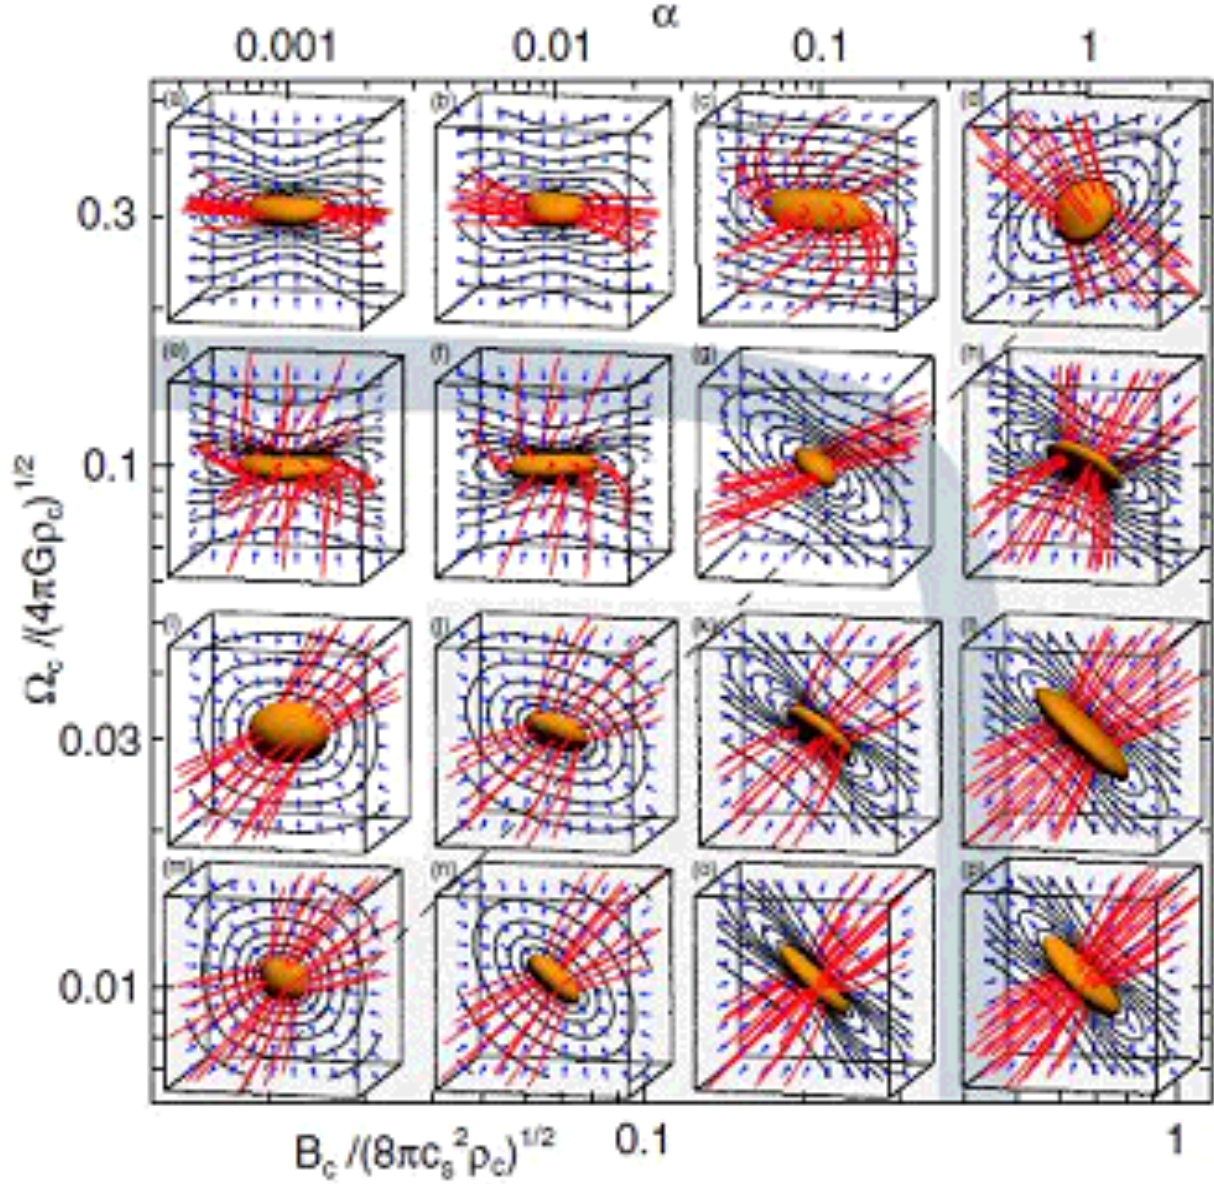 α
0.001 0.01 0.1 1
(a) (b) (c) (d)
0.3
(e) (f) (g) (h)
0.1
(i) (j) (k) (l)
0.03
(m) (n) (o) (p)
0.01
Ω_c /(4πGρ_c)^{1/2}
0.1 1
B_c /(8πc_s^2ρ_c)^{1/2}